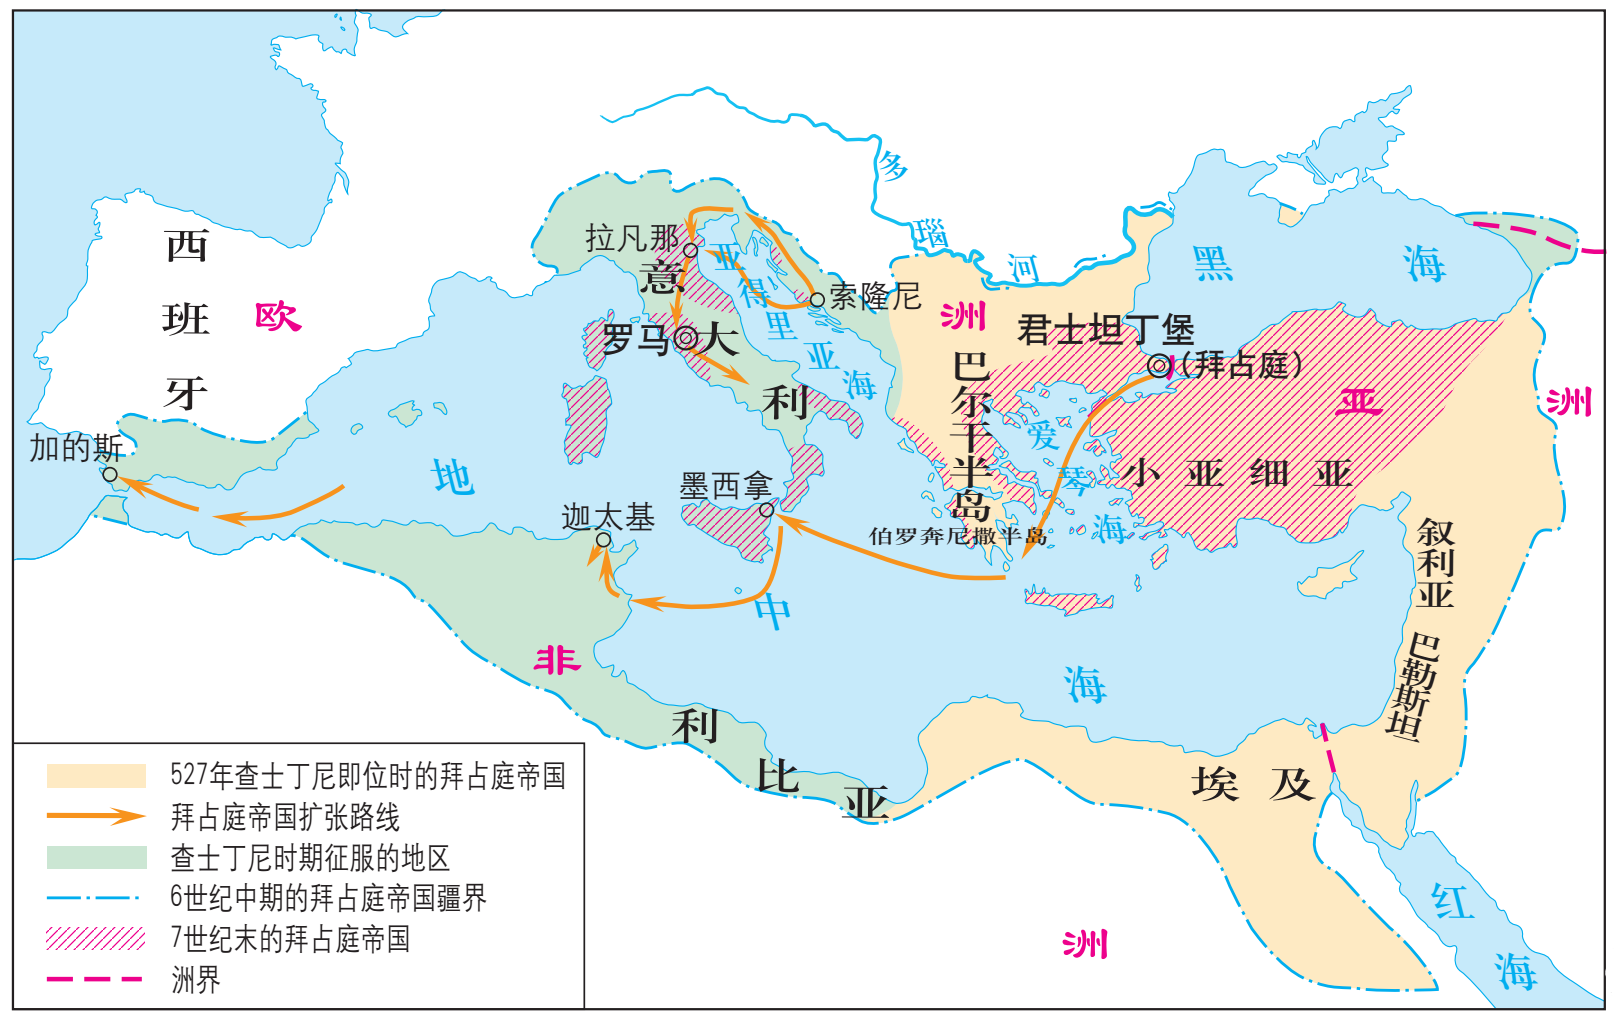 西班牙
欧洲
加的斯
拉凡那
意大利
罗马
索隆尼
亚得里亚海
多瑙河
黑海
君士坦丁堡
(拜占庭)
巴尔干半岛
爱琴海
小亚细亚
亚洲
地中海
墨西拿
迦太基
伯罗奔尼撒半岛
叙利亚
巴勒斯坦
非洲
利比亚
埃及
红海
527年查士丁尼即位时的拜占庭帝国
拜占庭帝国扩张路线
查士丁尼时期征服的地区
6世纪中期的拜占庭帝国疆界
7世纪末的拜占庭帝国
洲界